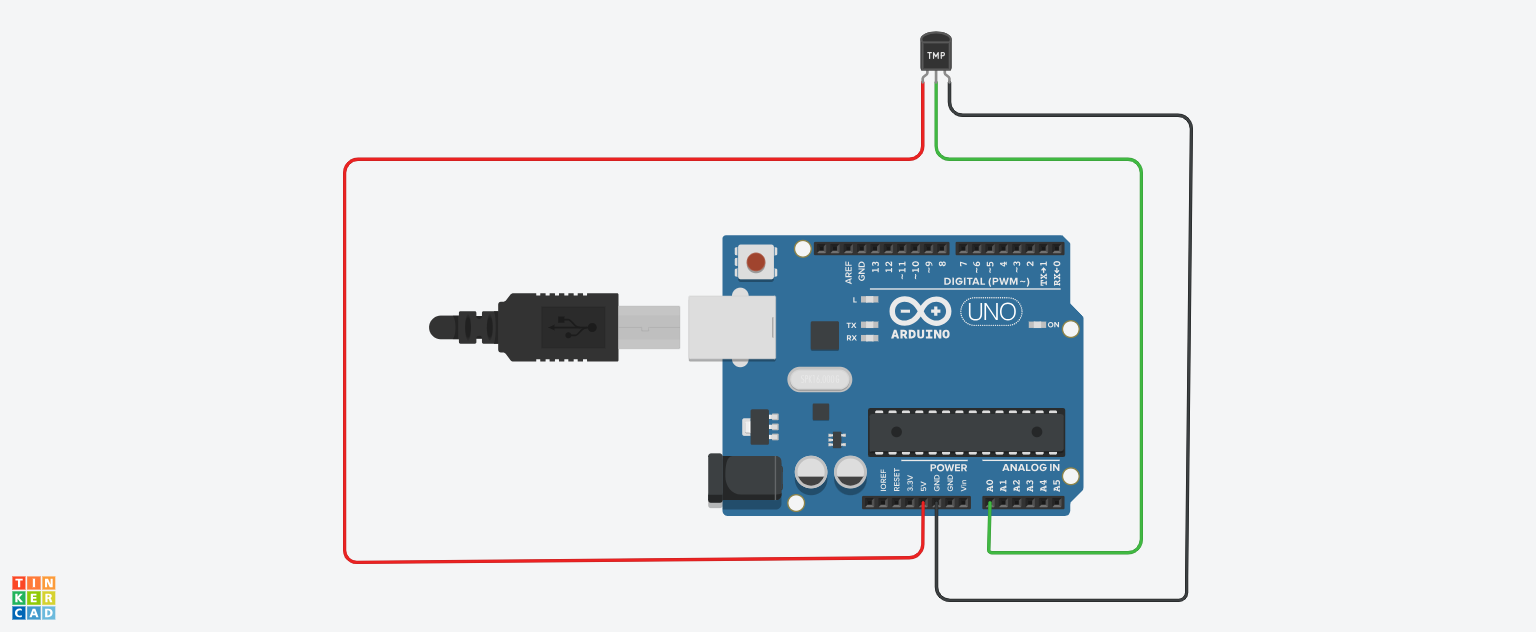 TMP
AREF
GND
13
12
~11
~10
~9
8
7
~6
~5
4
~3
2
TX→1
RX←0
DIGITAL (PWM~)
L
TX
RX
ARDUINO
UNO
ON
POWER
ANALOG IN
IOREF
RESET
3.3V
5V
GND
GND
Vin
A0
A1
A2
A3
A4
A5
TIN
KER
CAD